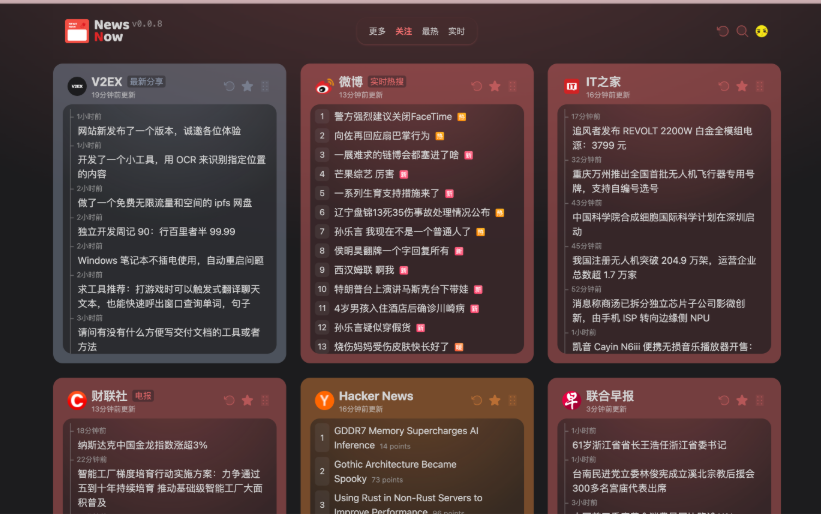 News
Now
v0.0.8
更多 关注 最热 实时
V2EX 最新分享
19分钟前更新
1小时前
网站新发布了一个版本，诚邀各位体验
1小时前
开发了一个小工具，用 OCR 来识别指定位置
的内容
2小时前
做了一个免费无限流量和空间的 ipfs 网盘
2小时前
独立开发周记 90：行百里者半 99.99
2小时前
Windows 笔记本不插电使用，自动重启问题
2小时前
求工具推荐：打游戏时可以触发式翻译聊天
文本，也能快速呼出窗口查询单词，句子
3小时前
请问有没有什么方便写交付文档的工具或者
方法
微博 实时热搜
13分钟前更新
1 警方强烈建议关闭FaceTime 热
2 向佐再回应扇巴掌行为 热
3 一展难求的链博会都塞进了啥 新
4 芒果综艺 厉害 新
5 一系列生育支持措施来了 新
6 辽宁盘锦13死35伤事故处理情况公布 热
7 孙乐言 我现在不是一个普通人了 热
8 侯明昊翻牌一个字回复所有 新
9 西汉姆联 啊我 新
10 特朗普台上演讲马斯克台下带娃 新
11 4岁男孩入住酒店后确诊川崎病 新
12 孙乐言疑似穿假货 新
13 烧伤妈妈受伤皮肤快长好了
IT之家
16分钟前更新
17分钟前
追风者发布 REVOLT 2200W 白金全模组电
源：3799 元
32分钟前
重庆万州推出全国首批无人机飞行器专用号
牌，支持自编号选号
43分钟前
中国科学院合成细胞国际科学计划在深圳启
动
45分钟前
我国注册无人机突破 204.9 万架，运营企业
总数超 1.7 万家
52分钟前
消息称商汤已拆分独立芯片子公司影微创
新，由手机 ISP 转向边缘侧 NPU
1小时前
凯音 Cayin N6iii 便携无损音乐播放器开售：
财联社 电报
13分钟前更新
18分钟前
纳斯达克中国金龙指数涨超3%
22分钟前
智能工厂梯度培育行动实施方案：力争通过
五到十年持续培育 推动基础级智能工厂大面
积普及
Hacker News
16分钟前更新
1 GDDR7 Memory Supercharges AI
Inference 14 points
2 Gothic Architecture Became
Spooky 73 points
3 Using Rust in Non-Rust Servers to
Improve Performance 96 points
联合早报
3分钟前更新
1小时前
61岁浙江省省长王浩任浙江省委书记
1小时前
台南民进党立委林俊宪成立溪北宗教后援会
300多名宫庙代表出席
3小时前